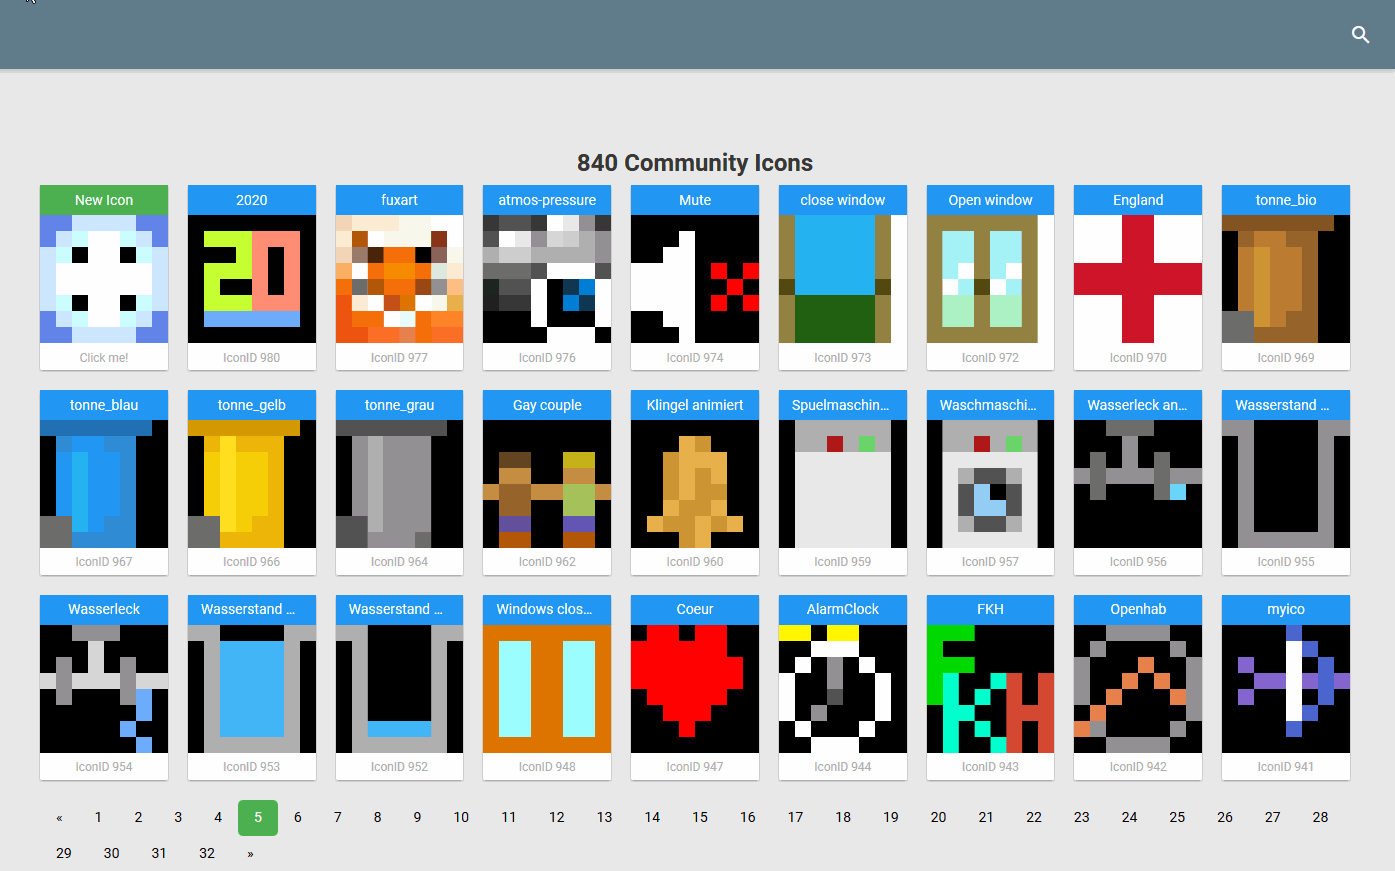 840 Community Icons
New Icon 2020 fuxart atmos-pressure Mute close window Open window England tonne_bio
20
Click me! IconID 980 IconID 977 IconID 976 IconID 974 IconID 973 IconID 972 IconID 970 IconID 969
tonne_blau tonne_gelb tonne_grau Gay couple Klingel animiert Spuelmaschin... Waschmaschi... Wasserleck an... Wasserstand ...
IconID 967 IconID 966 IconID 964 IconID 962 IconID 960 IconID 959 IconID 957 IconID 956 IconID 955
Wasserleck Wasserstand ... Wasserstand ... Windows clos... Coeur AlarmClock FKH Openhab myico
FKH
IconID 954 IconID 953 IconID 952 IconID 948 IconID 947 IconID 944 IconID 943 IconID 942 IconID 941
« 1 2 3 4 5 6 7 8 9 10 11 12 13 14 15 16 17 18 19 20 21 22 23 24 25 26 27 28
29 30 31 32 »